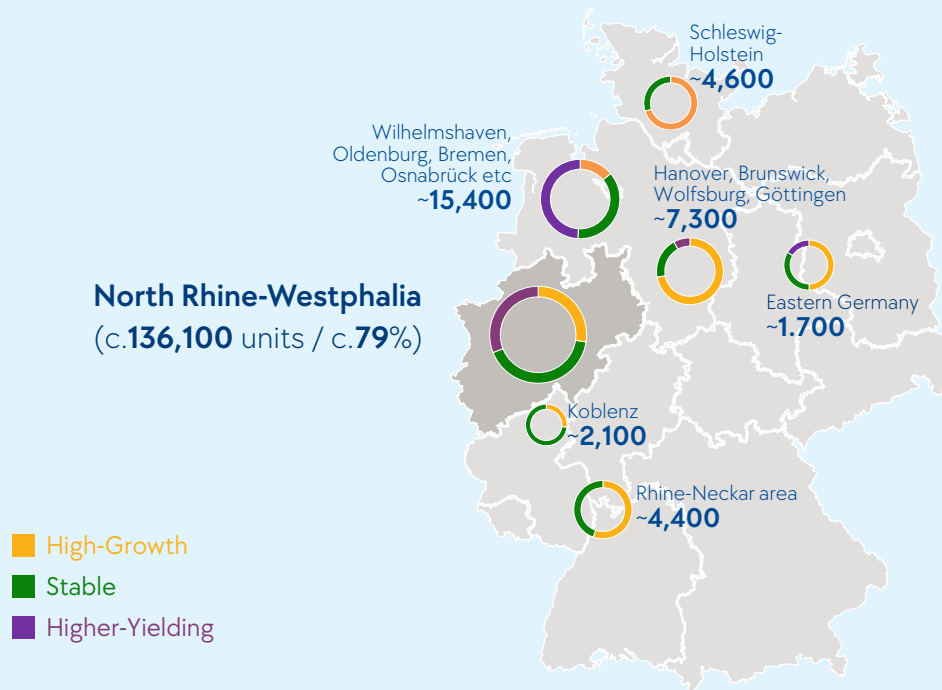 Schleswig-
Holstein
~4,600
Wilhelmshaven,
Oldenburg, Bremen,
Osnabrück etc
~15,400
Hanover, Brunswick,
Wolfsburg, Göttingen
~7,300
Eastern Germany
~1.700
North Rhine-Westphalia
(c.136,100 units / c.79%)
Koblenz
~2,100
Rhine-Neckar area
~4,400
High-Growth
Stable
Higher-Yielding